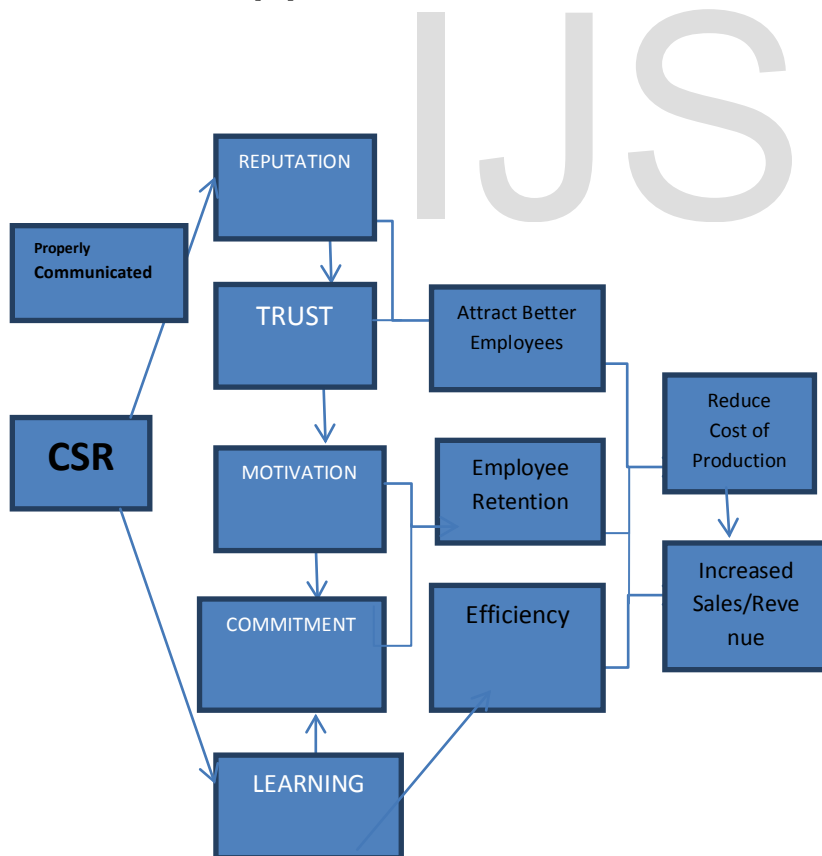 IJS
REPUTATION
Properly
Communicated
TRUST
Attract Better
Employees
CSR
MOTIVATION
Employee
Retention
Reduce
Cost of
Production
COMMITMENT
Efficiency
Increased
Sales/Reve
nue
LEARNING